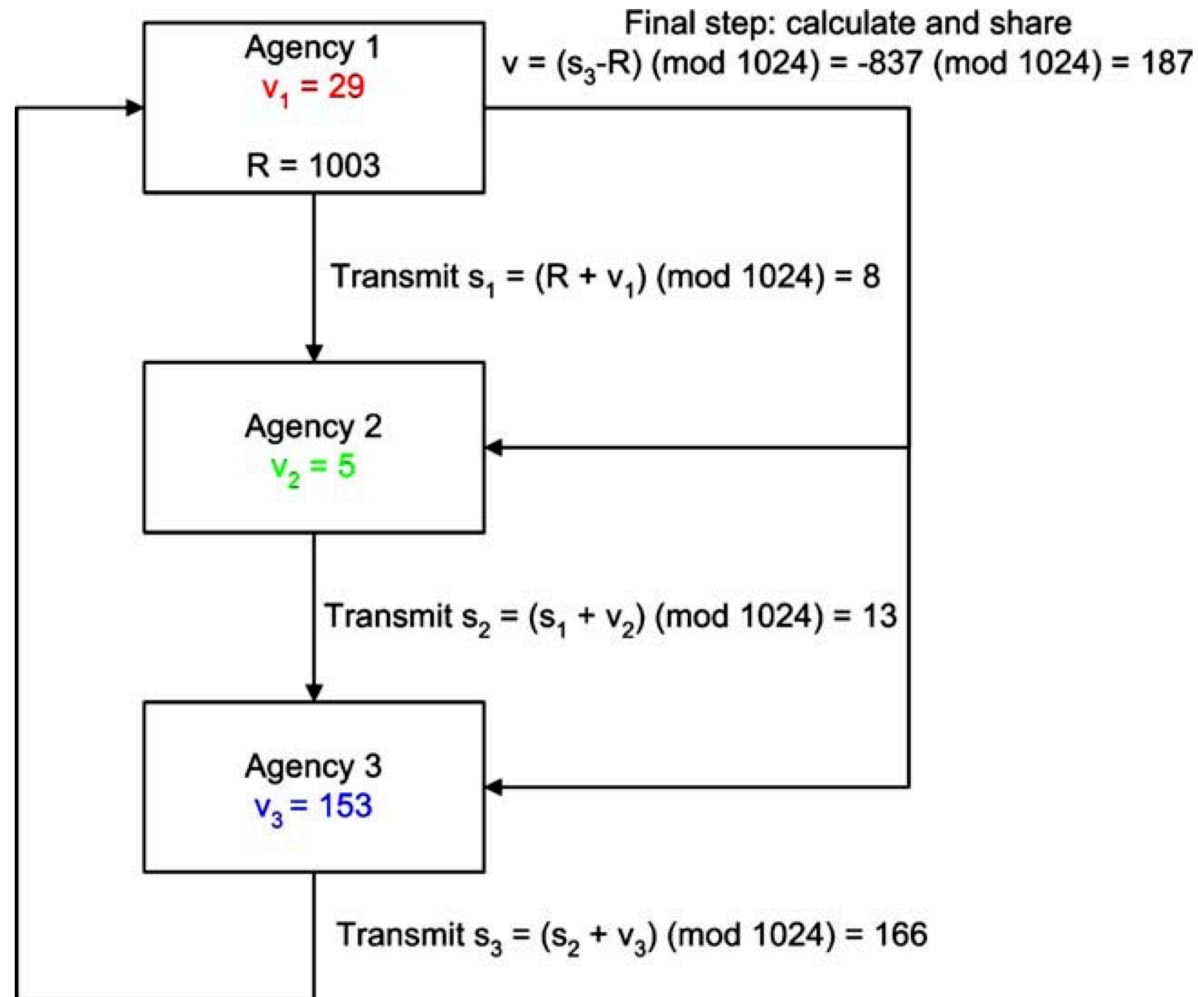 Final step: calculate and share
v = (s₃-R) (mod 1024) = -837 (mod 1024) = 187
Agency 1
v₁ = 29
R = 1003
Transmit s₁ = (R + v₁) (mod 1024) = 8
Agency 2
v₂ = 5
Transmit s₂ = (s₁ + v₂) (mod 1024) = 13
Agency 3
v₃ = 153
Transmit s₃ = (s₂ + v₃) (mod 1024) = 166